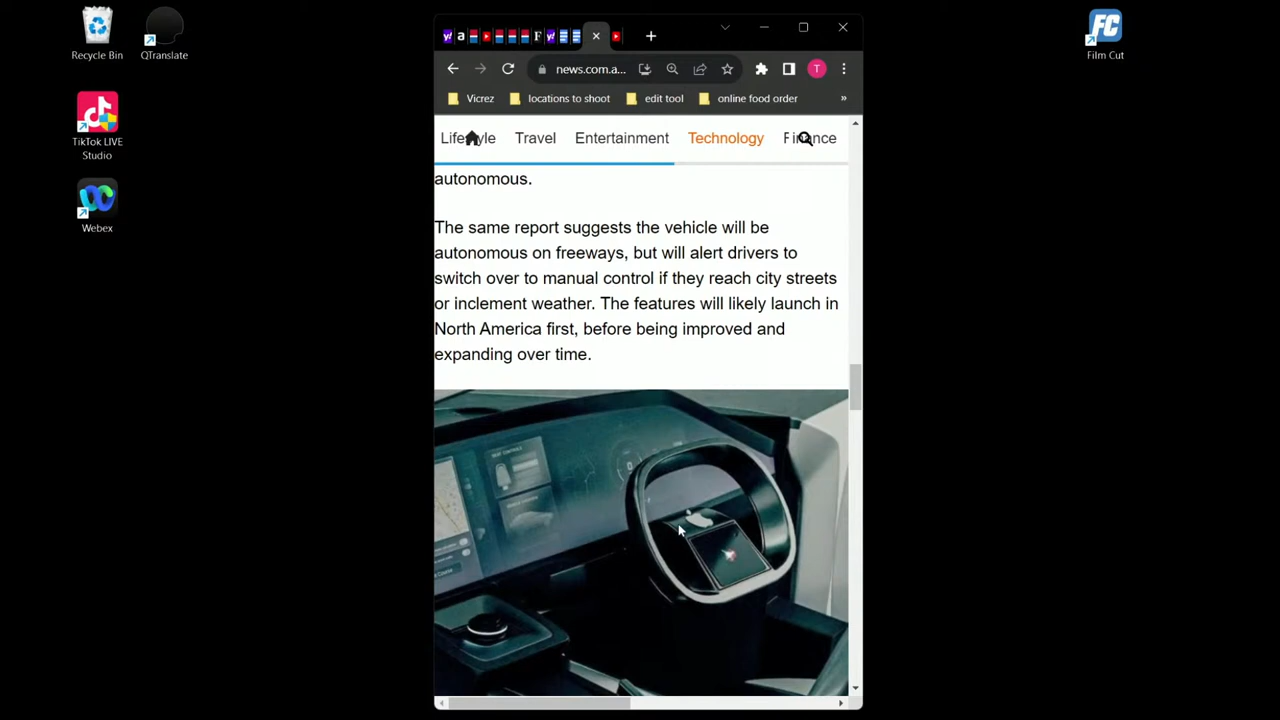 Recycle Bin
QTranslate
TikTok LIVE
Studio
Webex
FC
Film Cut
news.com.a...
T
Vicrez
locations to shoot
edit tool
online food order
»
Lifestyle
Travel
Entertainment
Technology
Finance
autonomous.
The same report suggests the vehicle will be
autonomous on freeways, but will alert drivers to
switch over to manual control if they reach city streets
or inclement weather. The features will likely launch in
North America first, before being improved and
expanding over time.